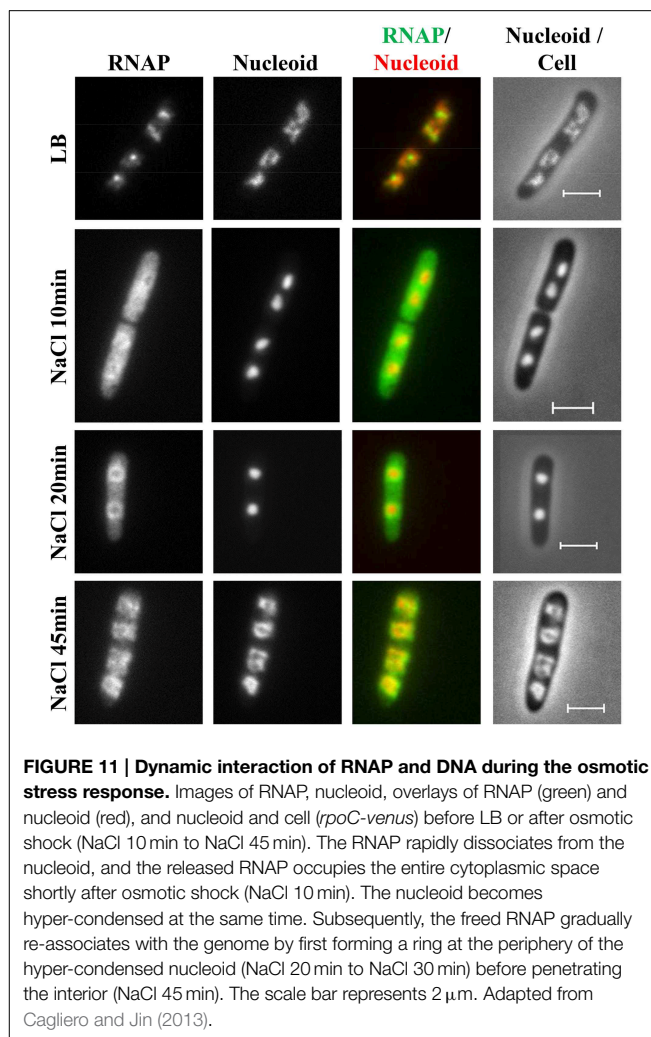 RNAP Nucleoid RNAP/ Nucleoid Nucleoid / Cell
LB
NaCl 10min
NaCl 20min
NaCl 45min
FIGURE 11 | Dynamic interaction of RNAP and DNA during the osmotic
stress response. Images of RNAP, nucleoid, overlays of RNAP (green) and
nucleoid (red), and nucleoid and cell (rpoC-venus) before LB or after osmotic
shock (NaCl 10 min to NaCl 45 min). The RNAP rapidly dissociates from the
nucleoid, and the released RNAP occupies the entire cytoplasmic space
shortly after osmotic shock (NaCl 10 min). The nucleoid becomes
hyper-condensed at the same time. Subsequently, the freed RNAP gradually
re-associates with the genome by first forming a ring at the periphery of the
hyper-condensed nucleoid (NaCl 20 min to NaCl 30 min) before penetrating
the interior (NaCl 45 min). The scale bar represents 2 μm. Adapted from
Cagliero and Jin (2013).